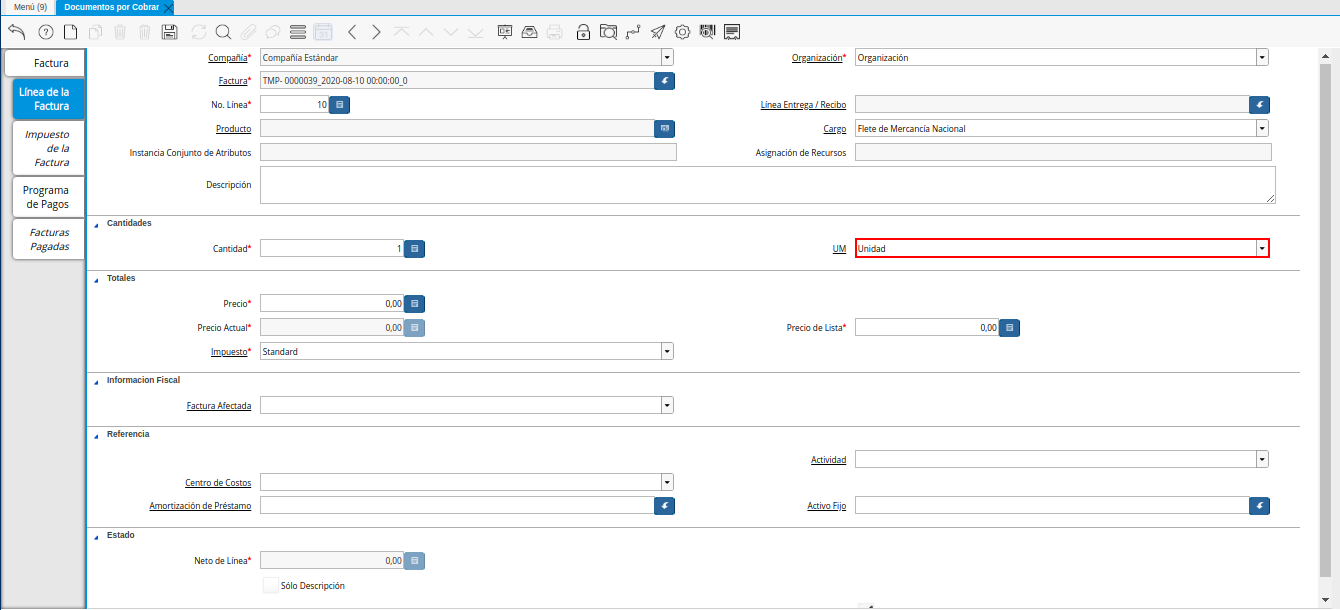 Menú (9) Documentos por Cobrar
Factura
Línea de la
Factura
Impuesto
de la
Factura
Programa
de Pagos
Facturas
Pagadas
Compañía* Compañía Estándar Organización* Organización
Factura* TMP- 0000039_2020-08-10 00:00:00_0
No. Línea* 10 Línea Entrega / Recibo
Producto Cargo Flete de Mercancía Nacional
Instancia Conjunto de Atributos Asignación de Recursos
Descripción
Cantidades
Cantidad* 1 UM Unidad
Totales
Precio* 0,00
Precio Actual* 0,00 Precio de Lista* 0,00
Impuesto* Standard
Informacion Fiscal
Factura Afectada
Referencia
Actividad
Centro de Costos
Amortización de Préstamo Activo Fijo
Estado
Neto de Línea* 0,00
Sólo Descripción